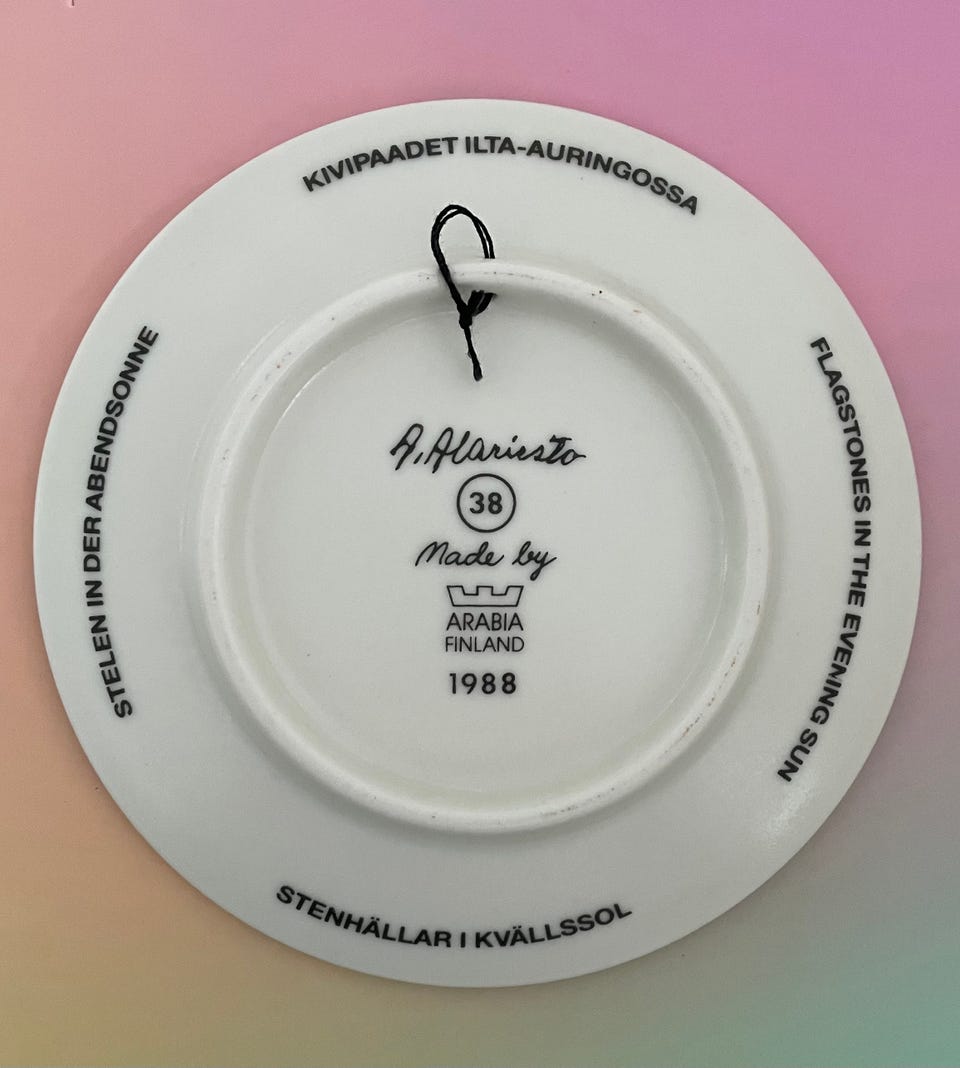 KIVIPAADET ILTA-AURINGOSSA
FLAGSTONES IN THE EVENING SUN
STENHÄLLAR I KVÄLLSSOL
STELEN IN DER ABENDSONNE
A. Alariesto
38
Made by
ARABIA
FINLAND
1988